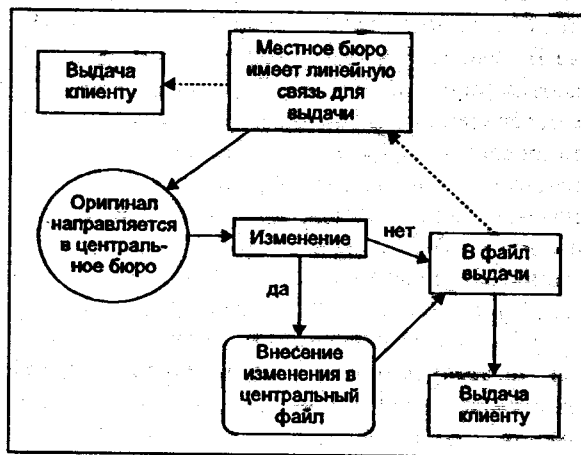 Местное бюро
имеет линейную
связь для
выдачи
Выдача
клиенту
Оригинал
направляется
в централь-
ное бюро
Изменение
нет
В файл
выдачи
да
Внесение
изменения в
центральный
файл
Выдача
клиенту